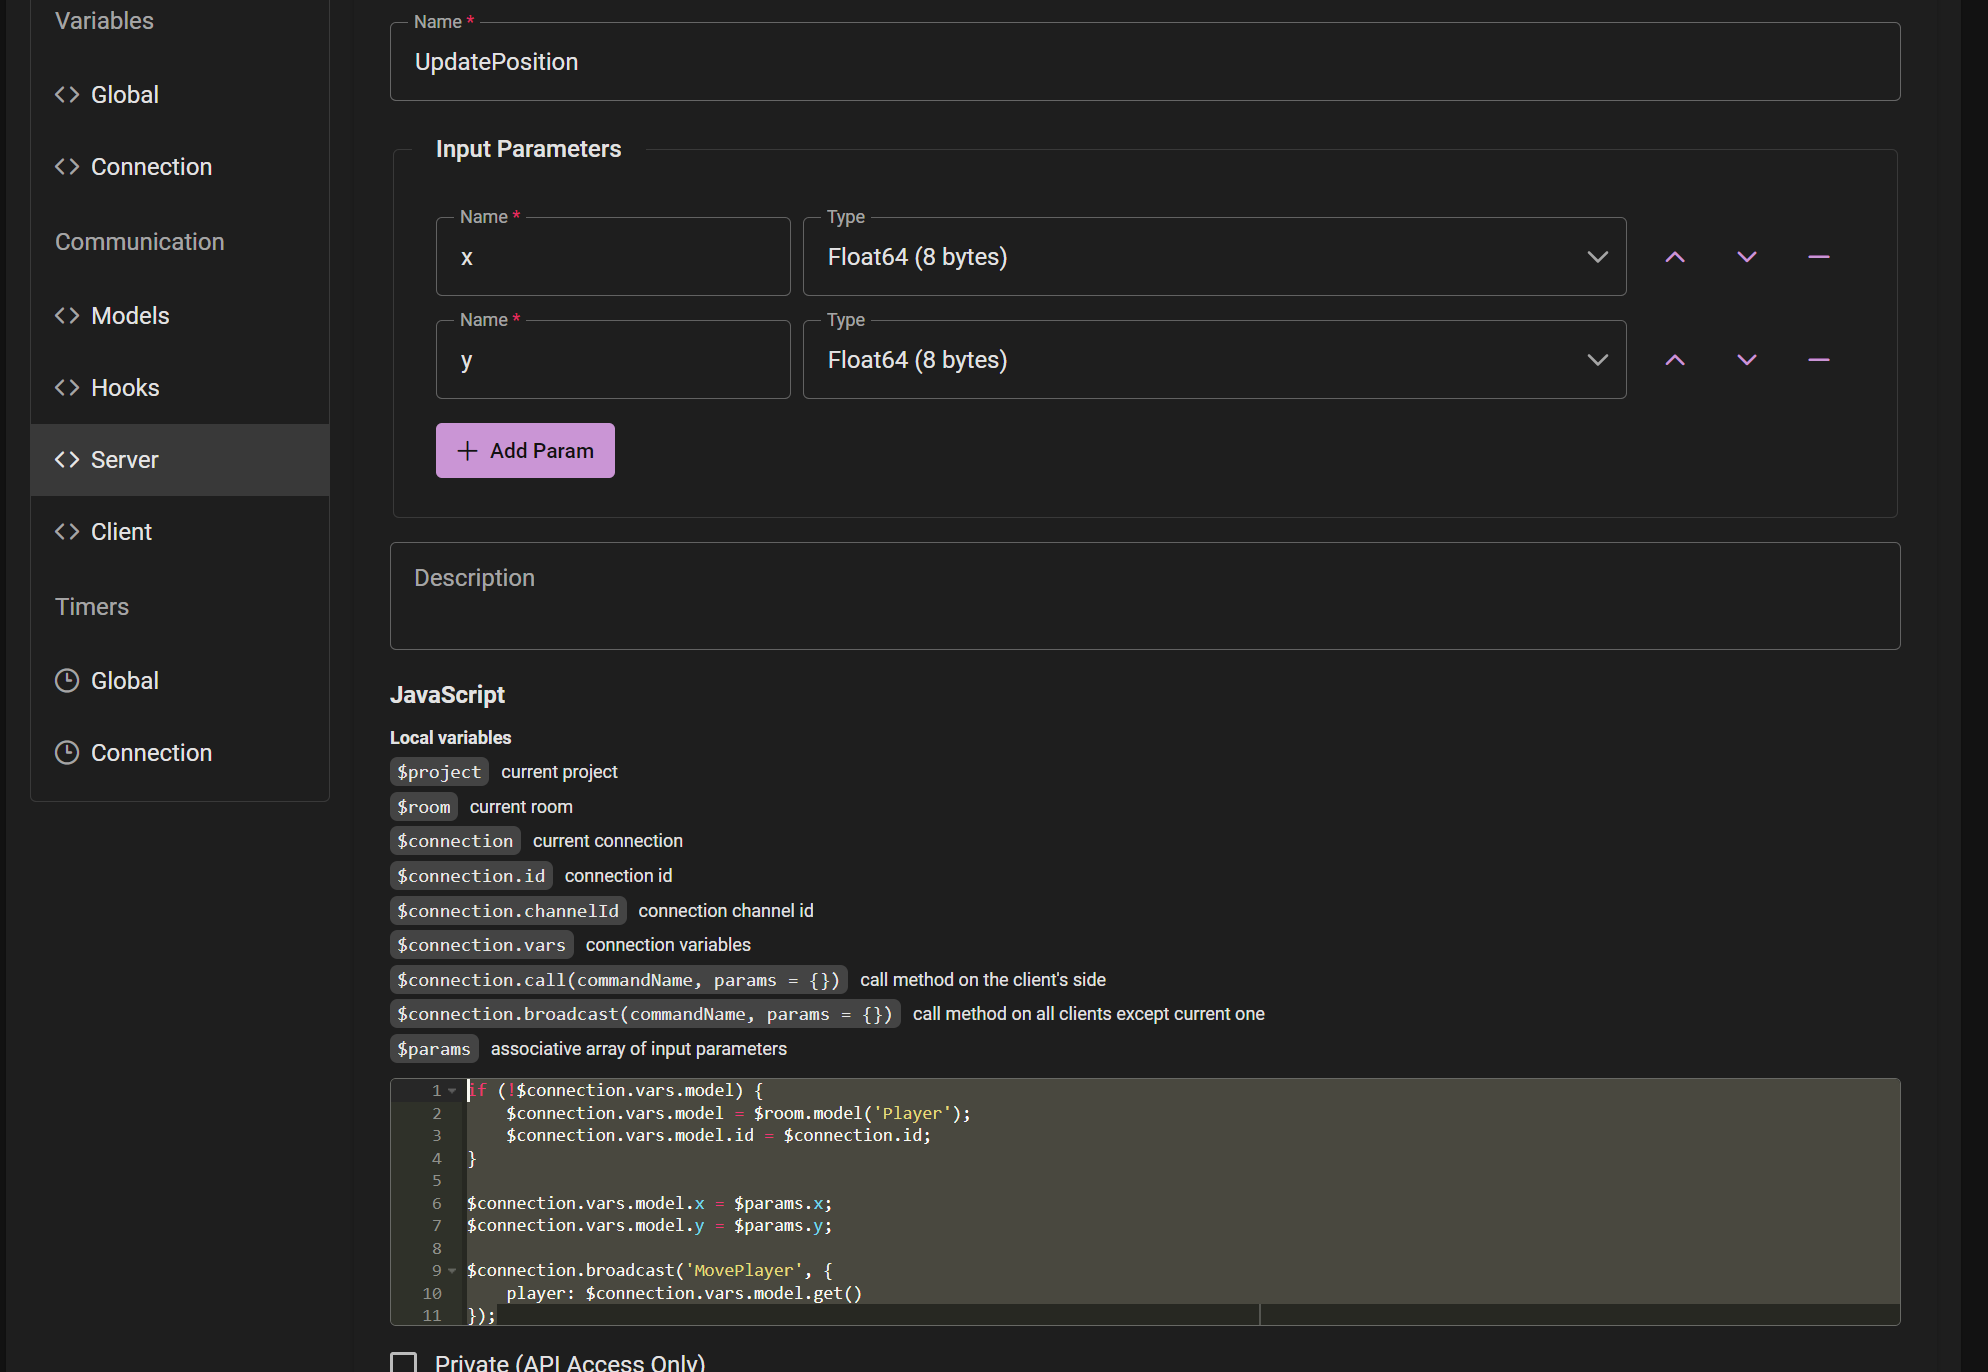 Variables
Global
Connection
Communication
Models
Hooks
Server
Client
Timers
Global
Connection
Name *
UpdatePosition
Input Parameters
Name *
x
Type
Float64 (8 bytes)
Name *
y
Type
Float64 (8 bytes)
Add Param
Description
JavaScript
Local variables
$project current project
$room current room
$connection current connection
$connection.id connection id
$connection.channelId connection channel id
$connection.vars connection variables
$connection.call(commandName, params = {}) call method on the client's side
$connection.broadcast(commandName, params = {}) call method on all clients except current one
$params associative array of input parameters
1 if (!$connection.vars.model) {
2 $connection.vars.model = $room.model('Player');
3 $connection.vars.model.id = $connection.id;
4 }
5
6 $connection.vars.model.x = $params.x;
7 $connection.vars.model.y = $params.y;
8
9 $connection.broadcast('MovePlayer', {
10 player: $connection.vars.model.get()
11 });
Private (API Access Only)